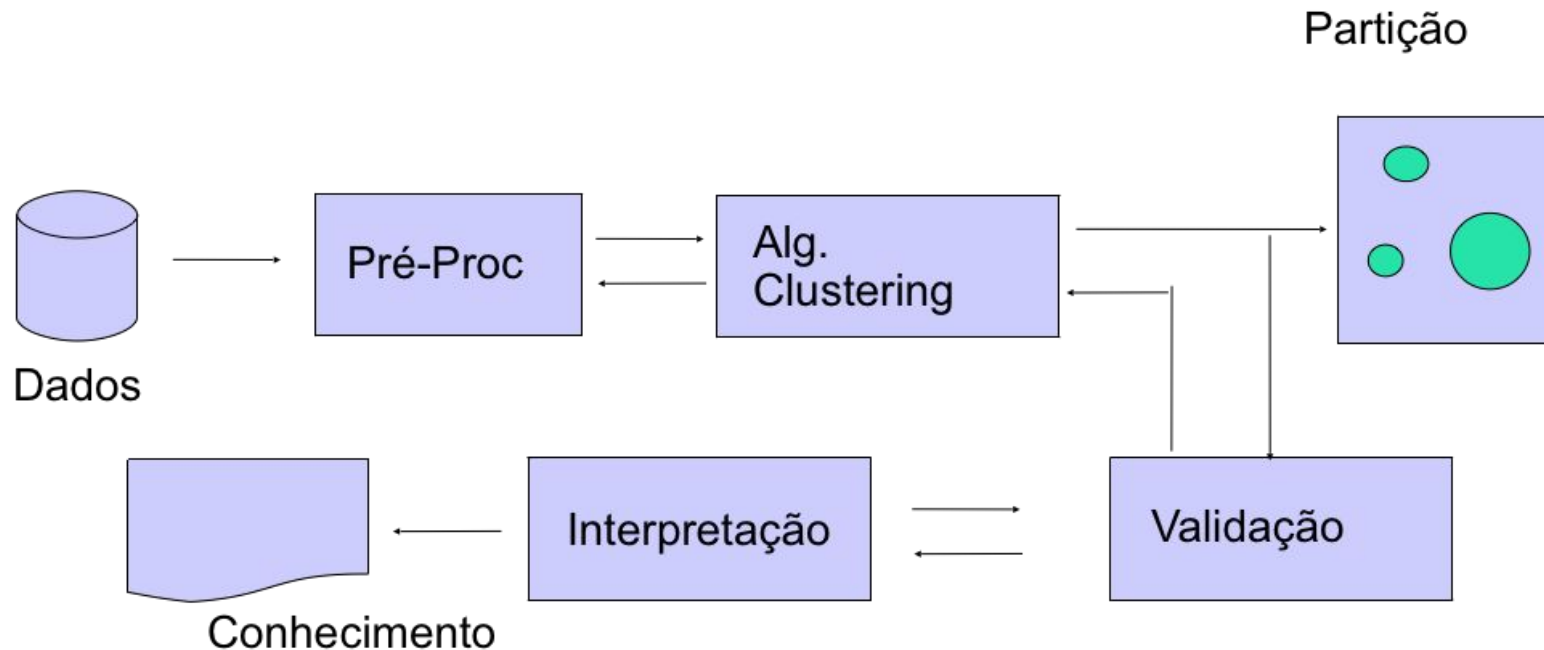 Partição
Pré-Proc
Alg.
Clustering
Dados
Interpretação
Validação
Conhecimento